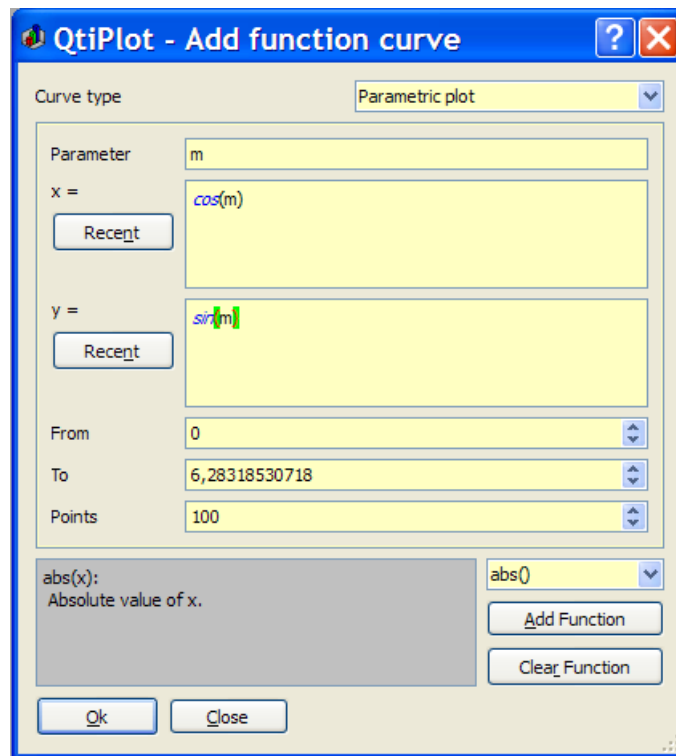 QtiPlot - Add function curve
Curve type Parametric plot
Parameter m
x = cos(m)
Recent
y = sin(m)
Recent
From 0
To 6,28318530718
Points 100
abs(x):
Absolute value of x.
abs()
Add Function
Clear Function
Ok Close